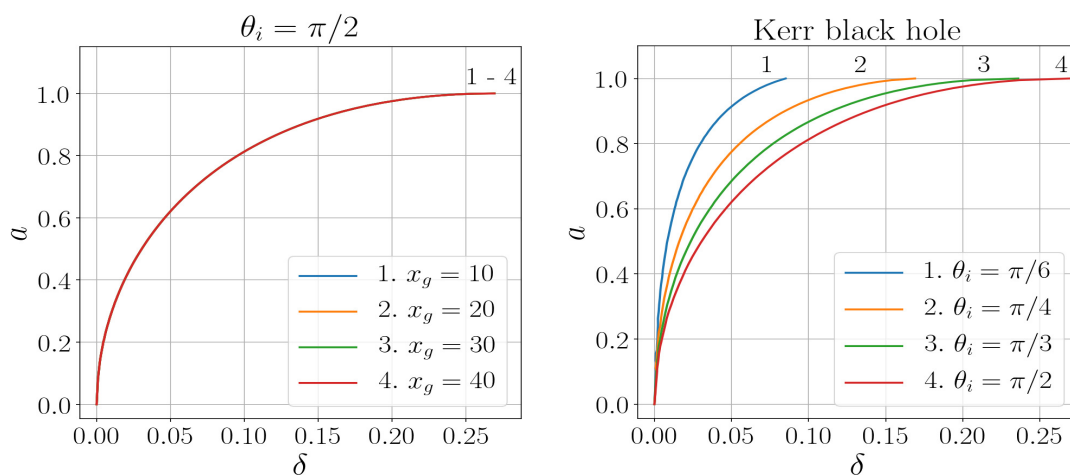 θ_i = π/2
1 - 4
1.0
0.8
0.6
0.4
0.2
0.0
a
1. x_g = 10
2. x_g = 20
3. x_g = 30
4. x_g = 40
0.00 0.05 0.10 0.15 0.20 0.25
δ
Kerr black hole
1 2 3 4
1.0
0.8
0.6
0.4
0.2
0.0
a
1. θ_i = π/6
2. θ_i = π/4
3. θ_i = π/3
4. θ_i = π/2
0.00 0.05 0.10 0.15 0.20 0.25
δ